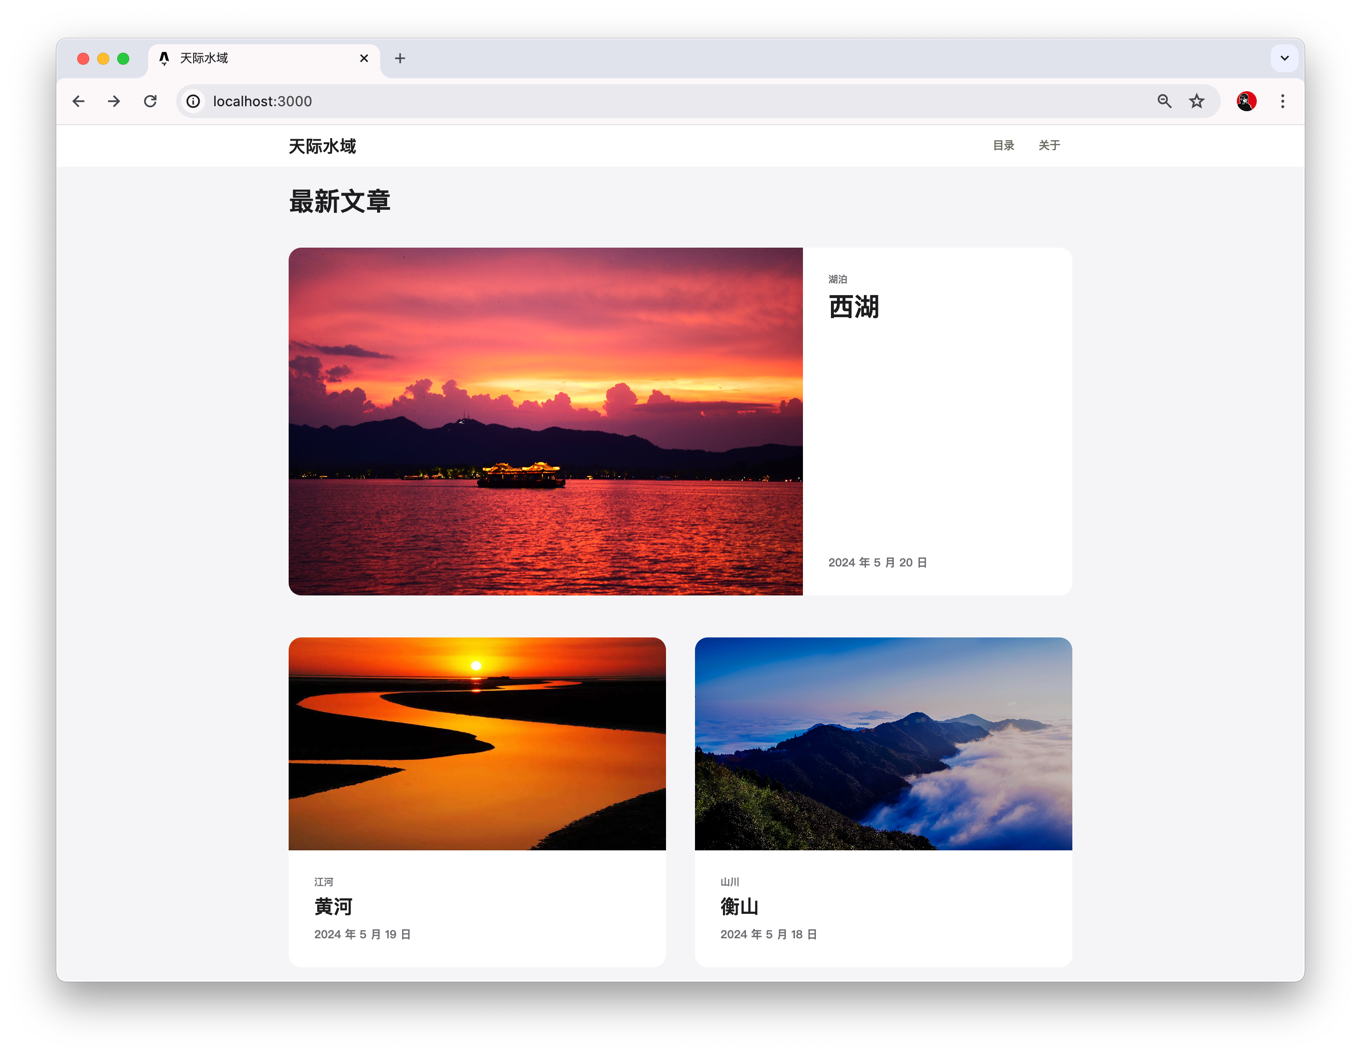 天际水域
localhost:3000
天际水域
目录
关于
最新文章
湖泊
西湖
2024 年 5 月 20 日
江河
黄河
2024 年 5 月 19 日
山川
衡山
2024 年 5 月 18 日